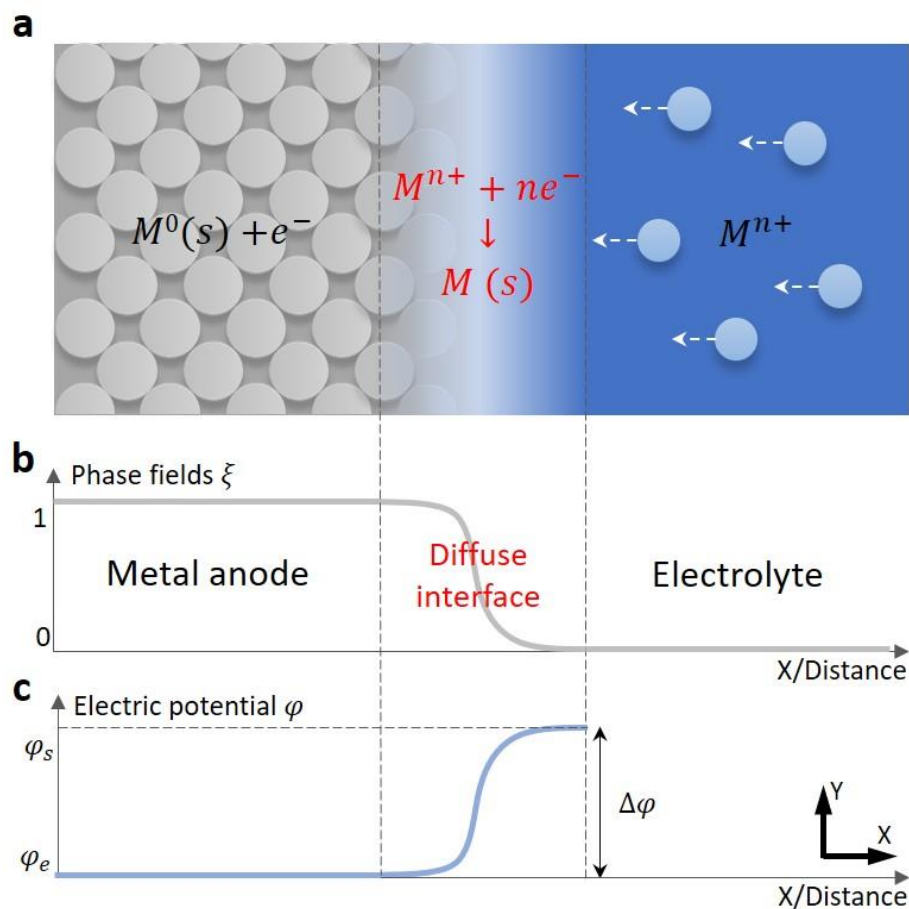 a
M⁰(s) + e⁻
Mⁿ⁺ + ne⁻
↓
M (s)
Mⁿ⁺
b
Phase fields ξ
1
Metal anode
Diffuse
interface
Electrolyte
0
X/Distance
c
Electric potential φ
φₛ
Δφ
φₑ
Y
X
X/Distance